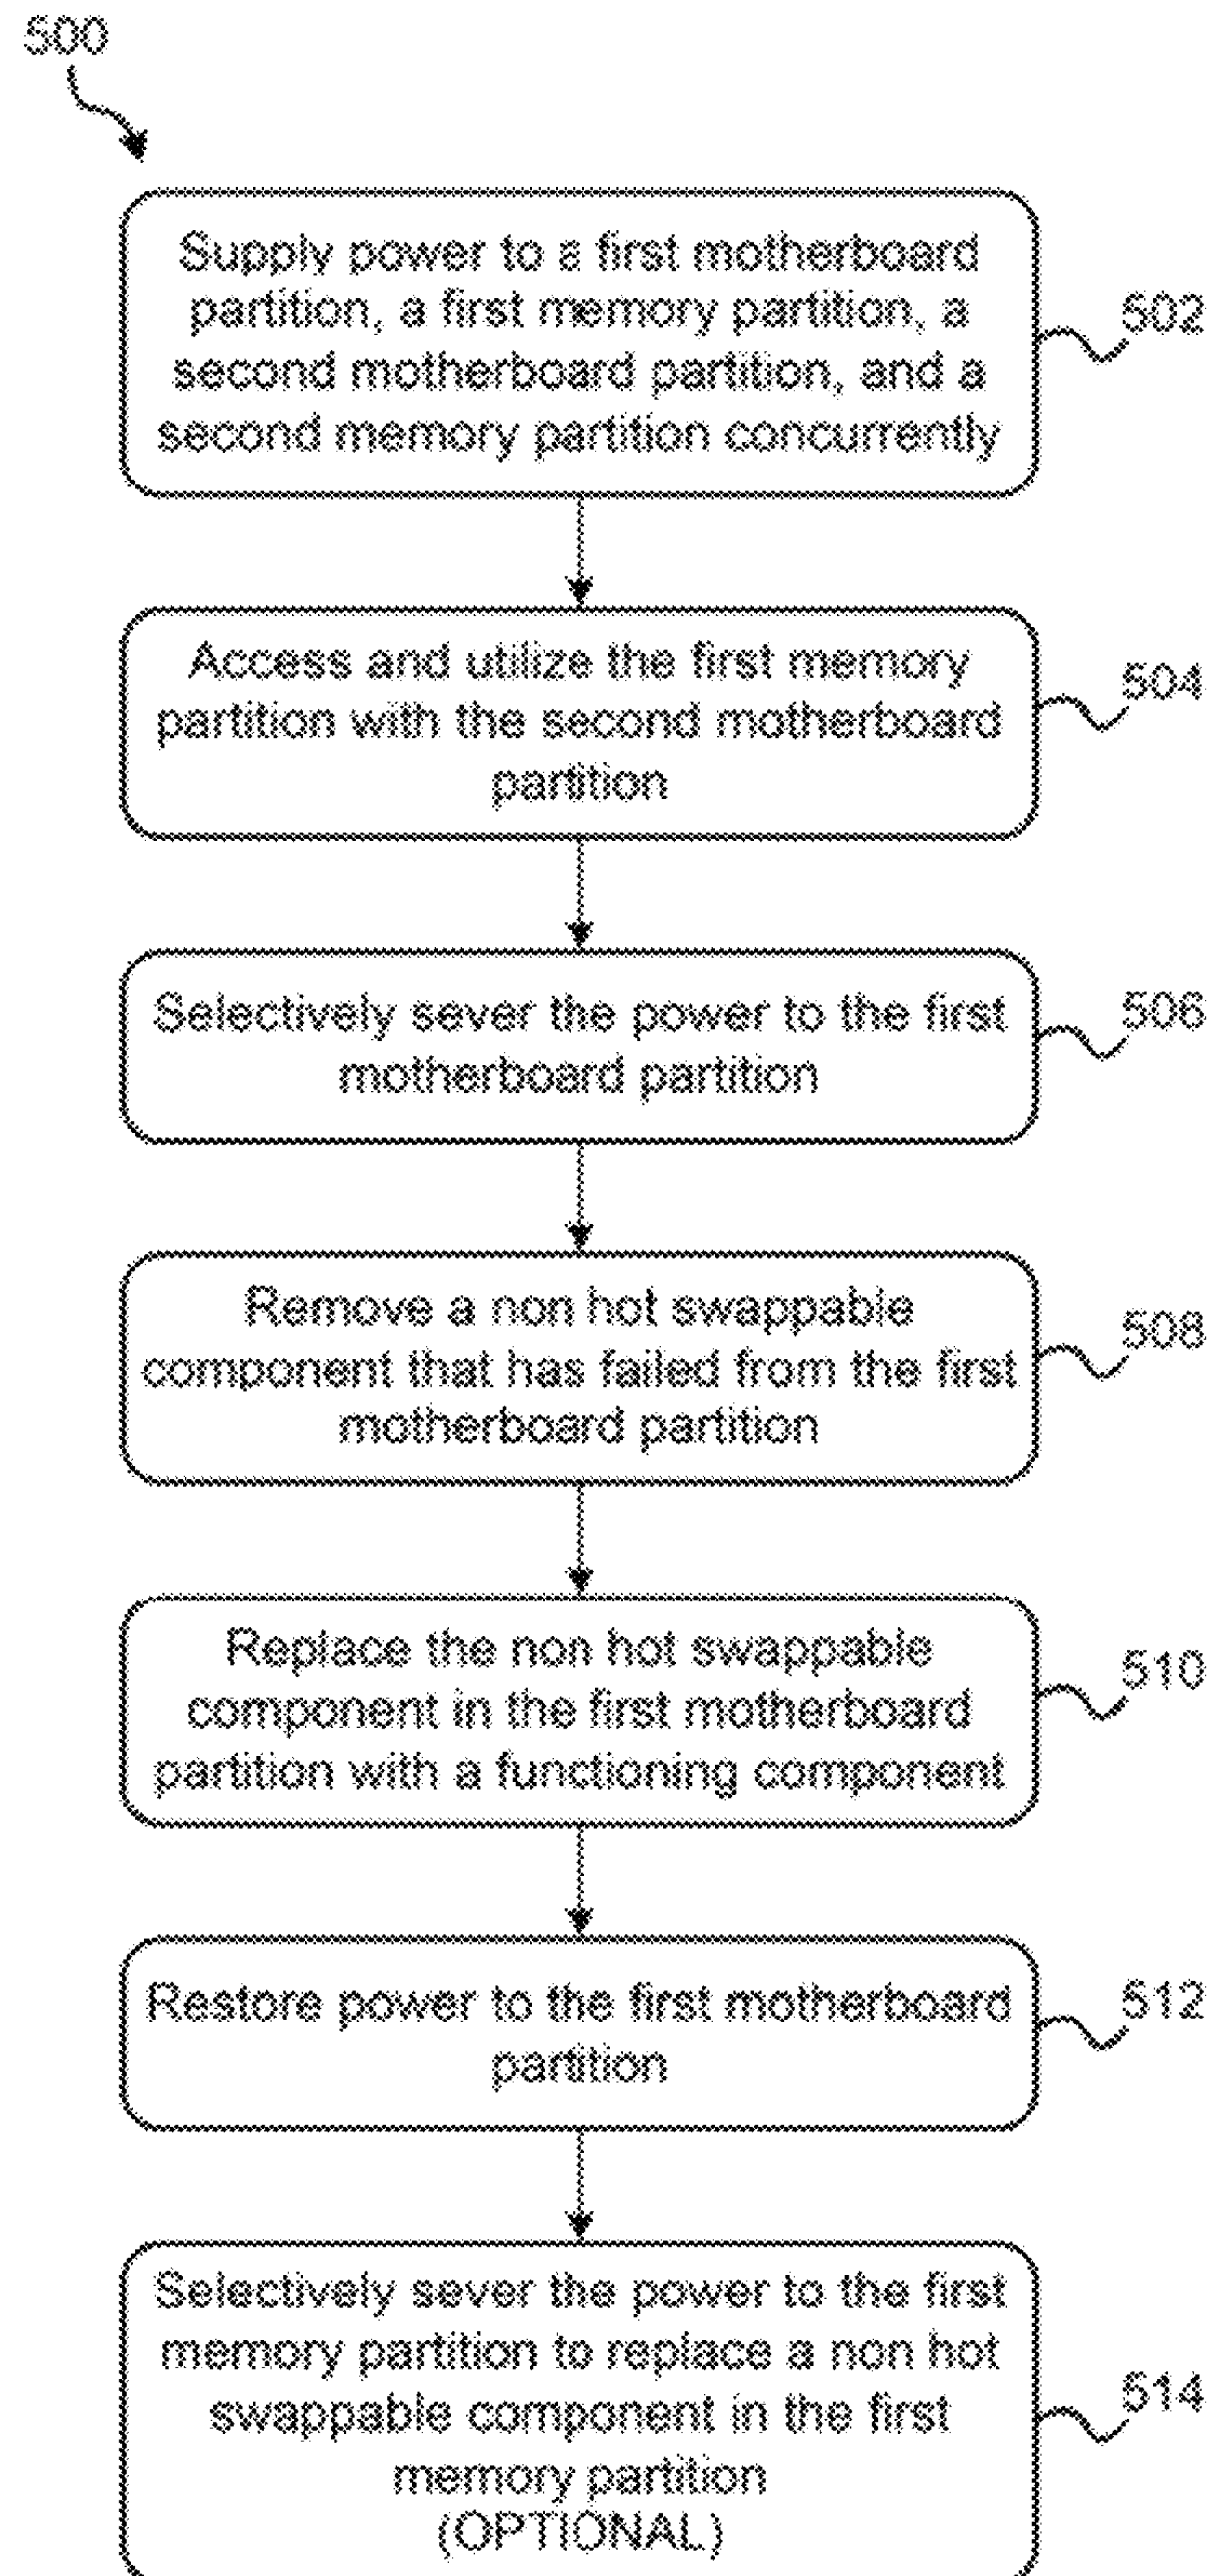 500
Supply power to a first motherboard
partition, a first memory partition, a
second motherboard partition, and a
second memory partition concurrently
502
Access and utilize the first memory
partition with the second motherboard
partition
504
Selectively sever the power to the first
motherboard partition
506
Remove a non hot swappable
component that has failed from the first
motherboard partition
508
Replace the non hot swappable
component in the first motherboard
partition with a functioning component
510
Restore power to the first motherboard
partition
512
Selectively sever the power to the first
memory partition to replace a non hot
swappable component in the first
memory partition
(OPTIONAL)
514